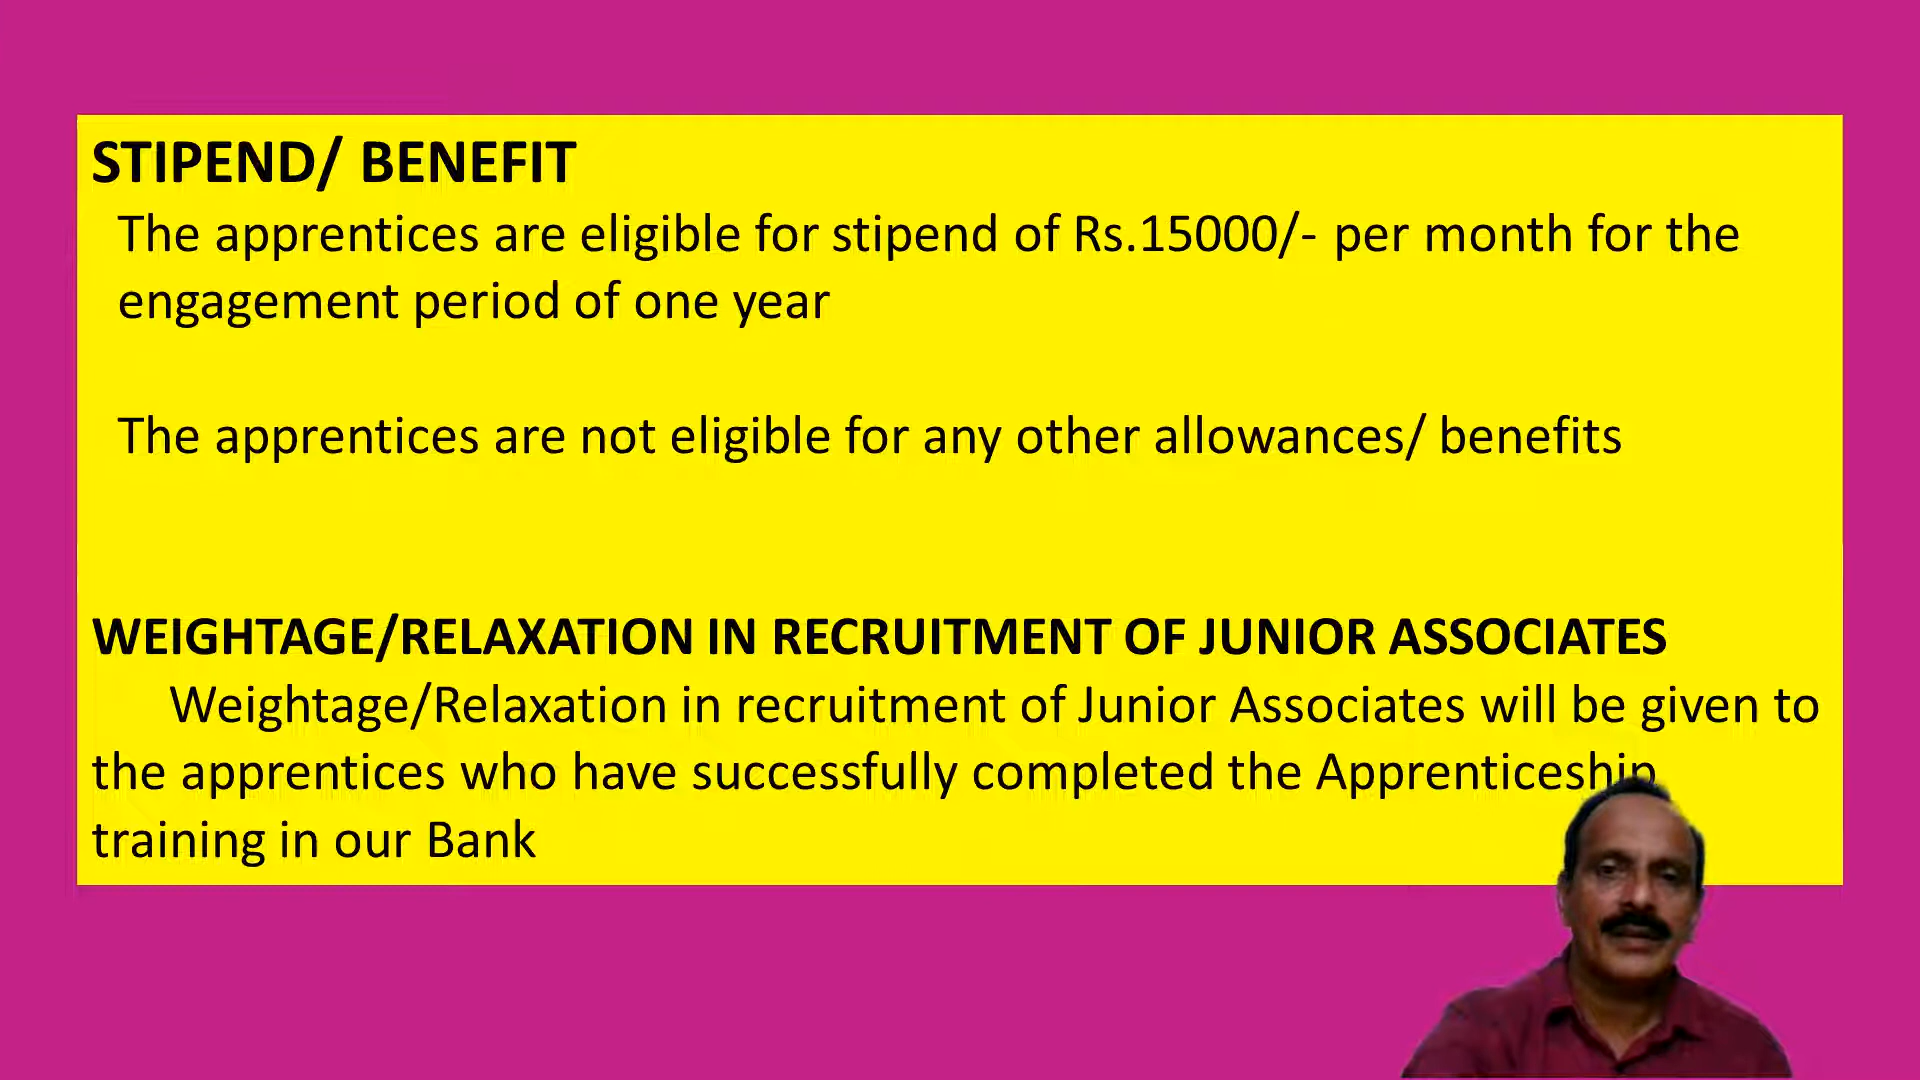 STIPEND/ BENEFIT
The apprentices are eligible for stipend of Rs.15000/- per month for the
engagement period of one year
The apprentices are not eligible for any other allowances/ benefits
WEIGHTAGE/RELAXATION IN RECRUITMENT OF JUNIOR ASSOCIATES
Weightage/Relaxation in recruitment of Junior Associates will be given to
the apprentices who have successfully completed the Apprenticeship
training in our Bank